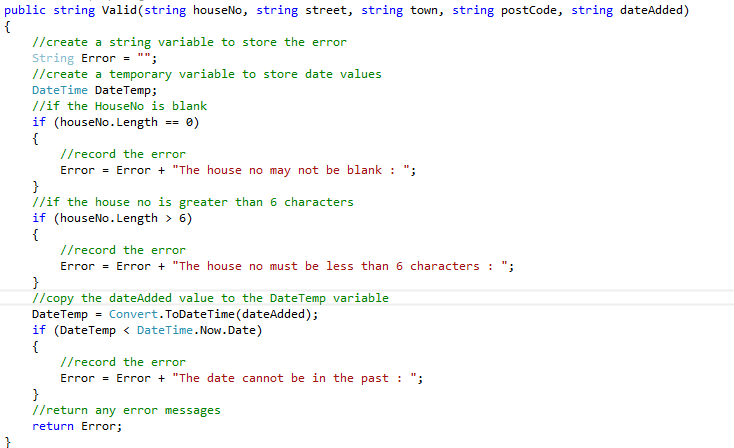 public string Valid(string houseNo, string street, string town, string postCode, string dateAdded)
{
    //create a string variable to store the error
    String Error = "";
    //create a temporary variable to store date values
    DateTime DateTemp;
    //if the HouseNo is blank
    if (houseNo.Length == 0)
    {
        //record the error
        Error = Error + "The house no may not be blank : ";
    }
    //if the house no is greater than 6 characters
    if (houseNo.Length > 6)
    {
        //record the error
        Error = Error + "The house no must be less than 6 characters : ";
    }
    //copy the dateAdded value to the DateTemp variable
    DateTemp = Convert.ToDateTime(dateAdded);
    if (DateTemp < DateTime.Now.Date)
    {
        //record the error
        Error = Error + "The date cannot be in the past : ";
    }
    //return any error messages
    return Error;
}